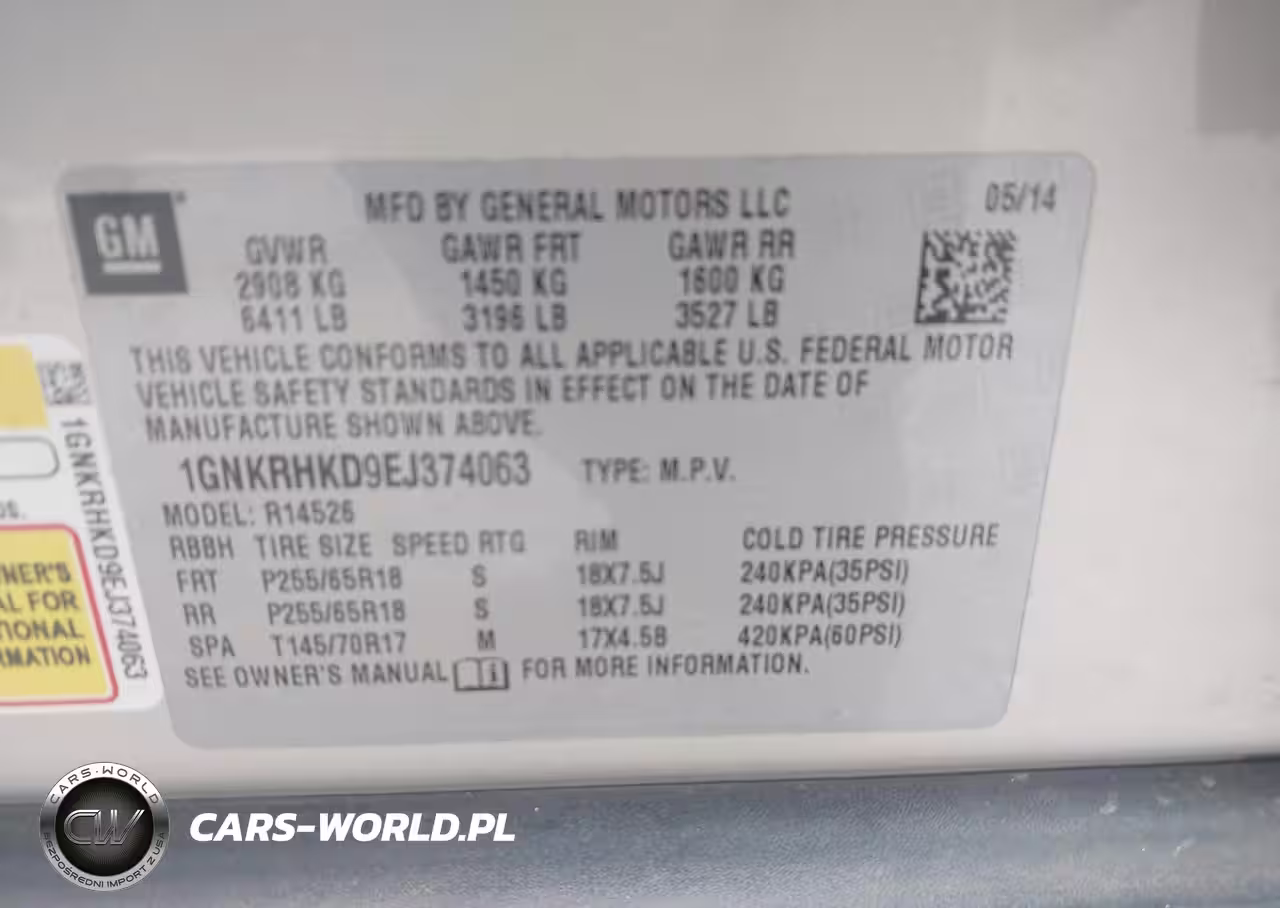 GM
MFD BY GENERAL MOTORS LLC 05/14
GVWR GAWR FRT GAWR RR
2908 KG 1450 KG 1600 KG
6411 LB 3196 LB 3527 LB
THIS VEHICLE CONFORMS TO ALL APPLICABLE U.S. FEDERAL MOTOR
VEHICLE SAFETY STANDARDS IN EFFECT ON THE DATE OF
MANUFACTURE SHOWN ABOVE.
1GNKRHKD9EJ374063 TYPE: M.P.V.
MODEL: R14526
RBBH TIRE SIZE SPEED RTG RIM COLD TIRE PRESSURE
FRT P255/65R18 S 18X7.5J 240KPA(35PSI)
RR P255/65R18 S 18X7.5J 240KPA(35PSI)
SPA T145/70R17 M 17X4.5B 420KPA(60PSI)
SEE OWNER'S MANUAL FOR MORE INFORMATION.
1GNKRHKD9EJ374063
NER'S
AL FOR
TIONAL
RMATION
CARS-WORLD
CW
BEZPOŚREDNI IMPORT Z USA
CARS-WORLD.PL